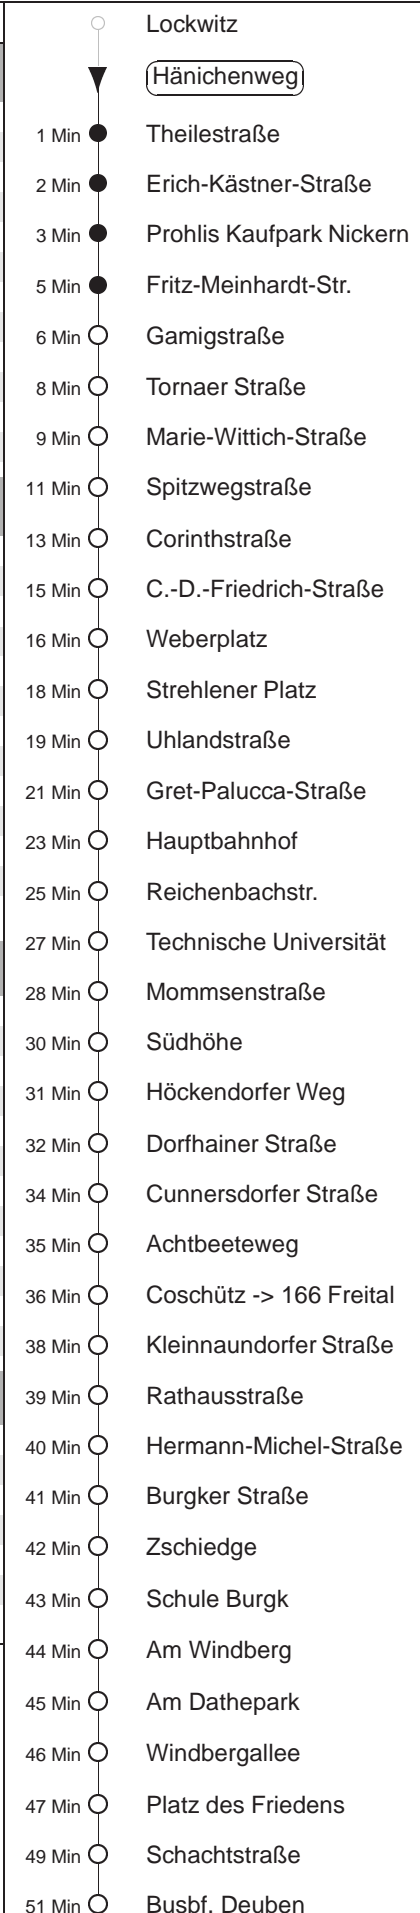 Lockwitz
Hänichenweg
1 Min Theilestraße
2 Min Erich-Kästner-Straße
3 Min Prohlis Kaufpark Nickern
5 Min Fritz-Meinhardt-Str.
6 Min Gamigstraße
8 Min Tornaer Straße
9 Min Marie-Wittich-Straße
11 Min Spitzwegstraße
13 Min Corinthstraße
15 Min C.-D.-Friedrich-Straße
16 Min Weberplatz
18 Min Strehlener Platz
19 Min Uhlandstraße
21 Min Gret-Palucca-Straße
23 Min Hauptbahnhof
25 Min Reichenbachstr.
27 Min Technische Universität
28 Min Mommsenstraße
30 Min Südhöhe
31 Min Höckendorfer Weg
32 Min Dorfhainer Straße
34 Min Cunnersdorfer Straße
35 Min Achtbeeteweg
36 Min Coschütz -> 166 Freital
38 Min Kleinnaundorfer Straße
39 Min Rathausstraße
40 Min Hermann-Michel-Straße
41 Min Burgker Straße
42 Min Zschiedge
43 Min Schule Burgk
44 Min Am Windberg
45 Min Am Dathepark
46 Min Windbergallee
47 Min Platz des Friedens
49 Min Schachtstraße
51 Min Busbf. Deuben